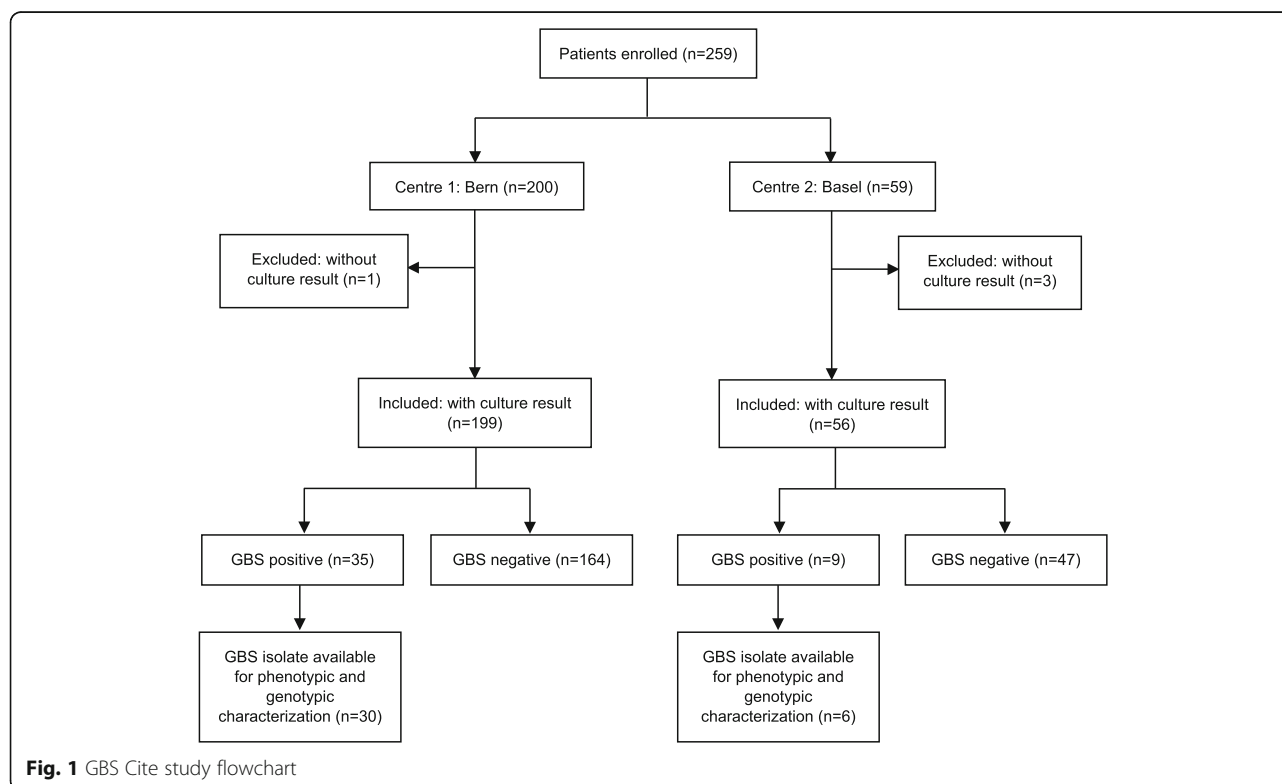 Patients enrolled (n=259)
Centre 1: Bern (n=200)
Centre 2: Basel (n=59)
Excluded: without
culture result (n=1)
Excluded: without
culture result (n=3)
Included: with culture result
(n=199)
Included: with culture result
(n=56)
GBS positive (n=35)
GBS negative (n=164)
GBS positive (n=9)
GBS negative (n=47)
GBS isolate available
for phenotypic and
genotypic
characterization (n=30)
GBS isolate available
for phenotypic and
genotypic
characterization (n=6)
Fig. 1 GBS Cite study flowchart